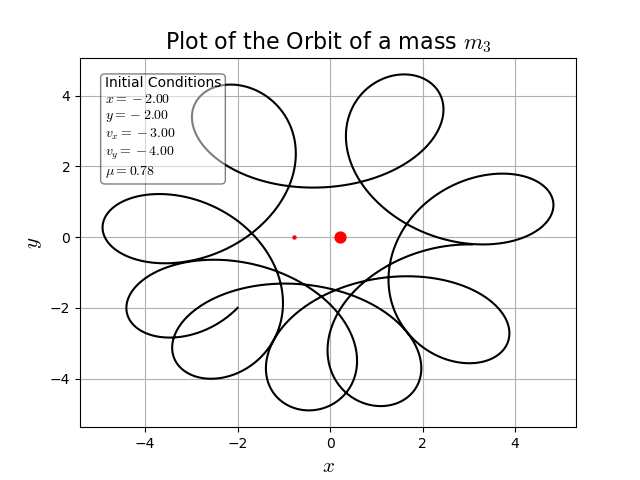 Plot of the Orbit of a mass m₃
Initial Conditions
x = −2.00
y = −2.00
vₓ = −3.00
v_y = −4.00
μ = 0.78
4
2
0
−2
−4
y
−4 −2 0 2 4
x